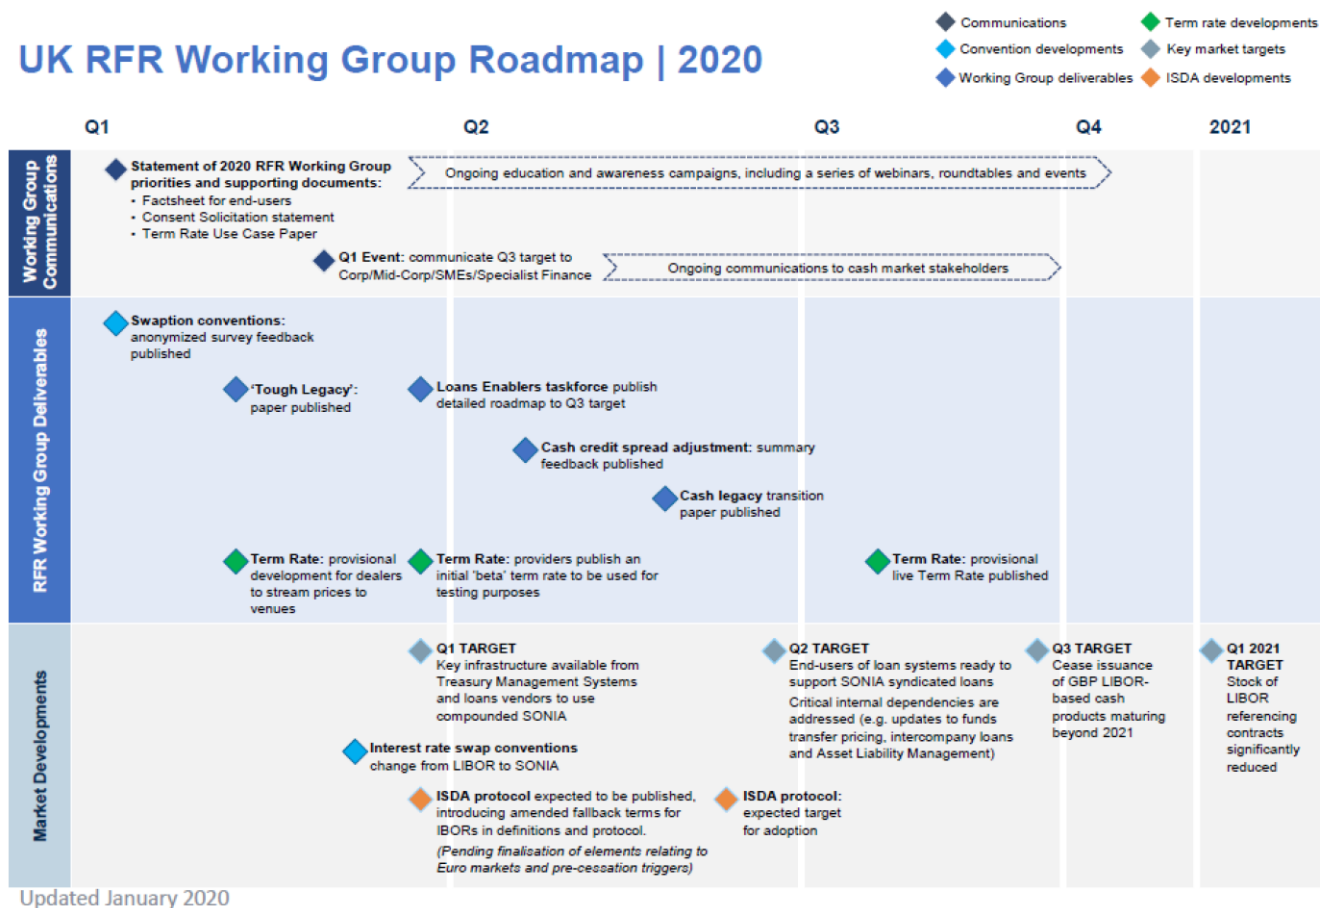 UK RFR Working Group Roadmap | 2020
Communications
Term rate developments
Convention developments
Key market targets
Working Group deliverables
ISDA developments
Q1
Q2
Q3
Q4
2021
Working Group
Communications
Statement of 2020 RFR Working Group
priorities and supporting documents:
• Factsheet for end-users
• Consent Solicitation statement
• Term Rate Use Case Paper
Ongoing education and awareness campaigns, including a series of webinars, roundtables and events
Q1 Event: communicate Q3 target to
Corp/Mid-Corp/SMEs/Specialist Finance
Ongoing communications to cash market stakeholders
RFR Working Group Deliverables
Swaption conventions:
anonymized survey feedback
published
‘Tough Legacy’:
paper published
Loans Enablers taskforce publish
detailed roadmap to Q3 target
Cash credit spread adjustment: summary
feedback published
Cash legacy transition
paper published
Term Rate: provisional
development for dealers
to stream prices to
venues
Term Rate: providers publish an
initial 'beta' term rate to be used for
testing purposes
Term Rate: provisional
live Term Rate published
Market Developments
Q1 TARGET
Key infrastructure available from
Treasury Management Systems
and loans vendors to use
compounded SONIA
Q2 TARGET
End-users of loan systems ready to
support SONIA syndicated loans
Critical internal dependencies are
addressed (e.g. updates to funds
transfer pricing, intercompany loans
and Asset Liability Management)
Q3 TARGET
Cease issuance
of GBP LIBOR-
based cash
products maturing
beyond 2021
Q1 2021
TARGET
Stock of
LIBOR
referencing
contracts
significantly
reduced
Interest rate swap conventions
change from LIBOR to SONIA
ISDA protocol expected to be published,
introducing amended fallback terms for
IBORs in definitions and protocol.
(Pending finalisation of elements relating to
Euro markets and pre-cessation triggers)
ISDA protocol:
expected target
for adoption
Updated January 2020